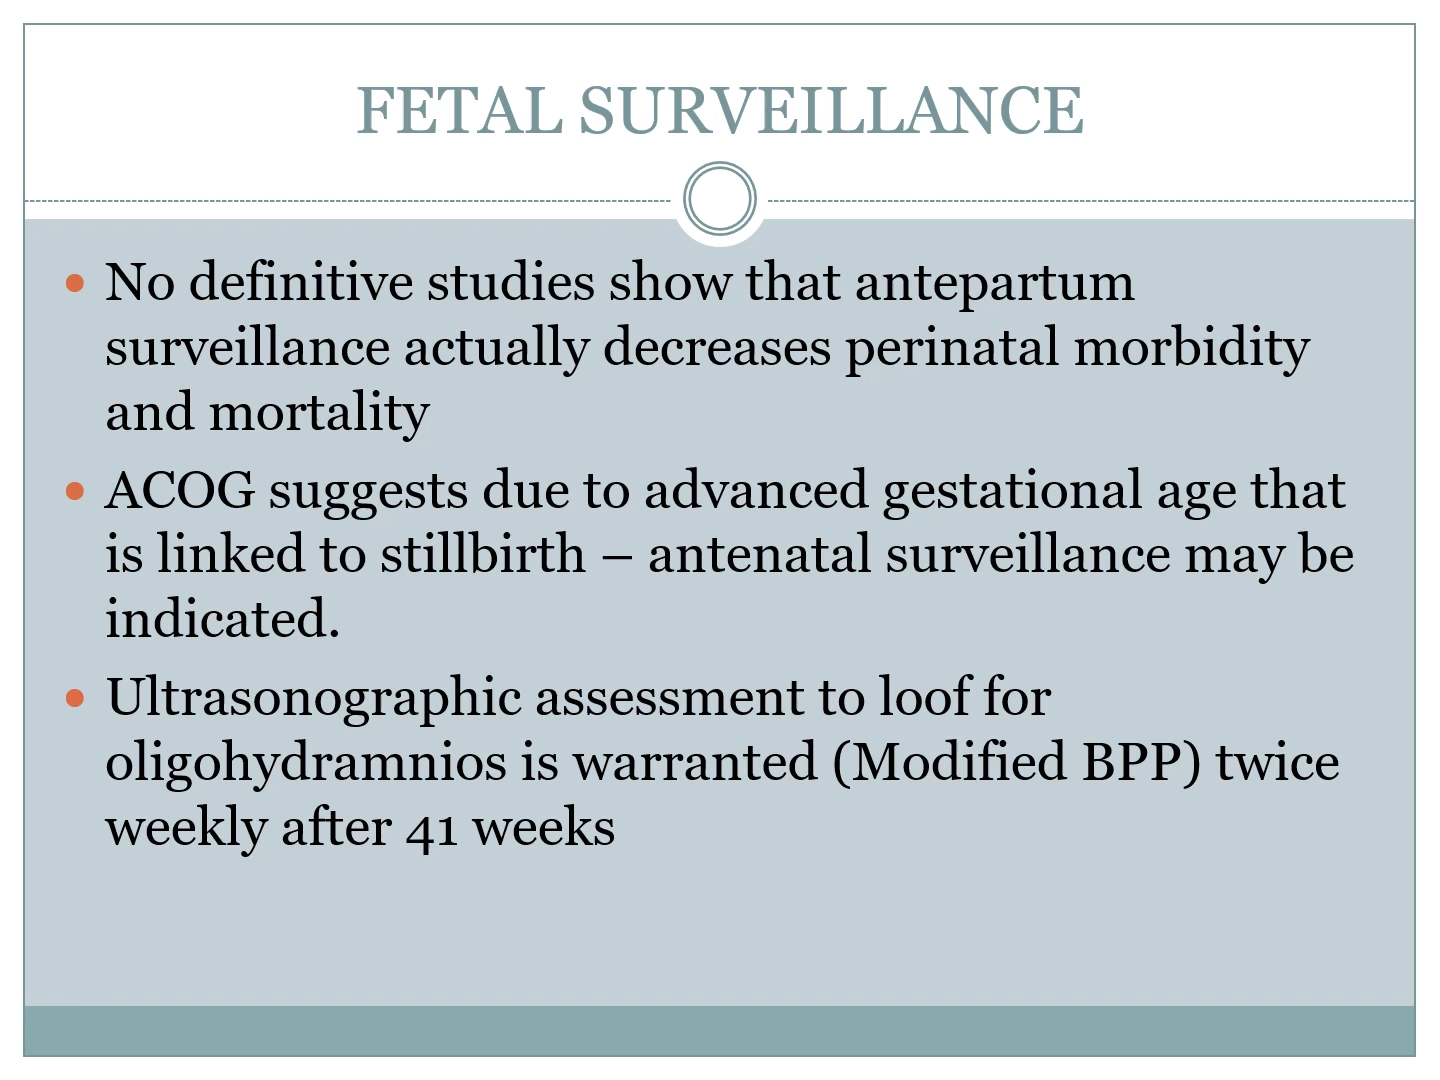 FETAL SURVEILLANCE
No definitive studies show that antepartum
surveillance actually decreases perinatal morbidity
and mortality
ACOG suggests due to advanced gestational age that
is linked to stillbirth – antenatal surveillance may be
indicated.
Ultrasonographic assessment to loof for
oligohydramnios is warranted (Modified BPP) twice
weekly after 41 weeks